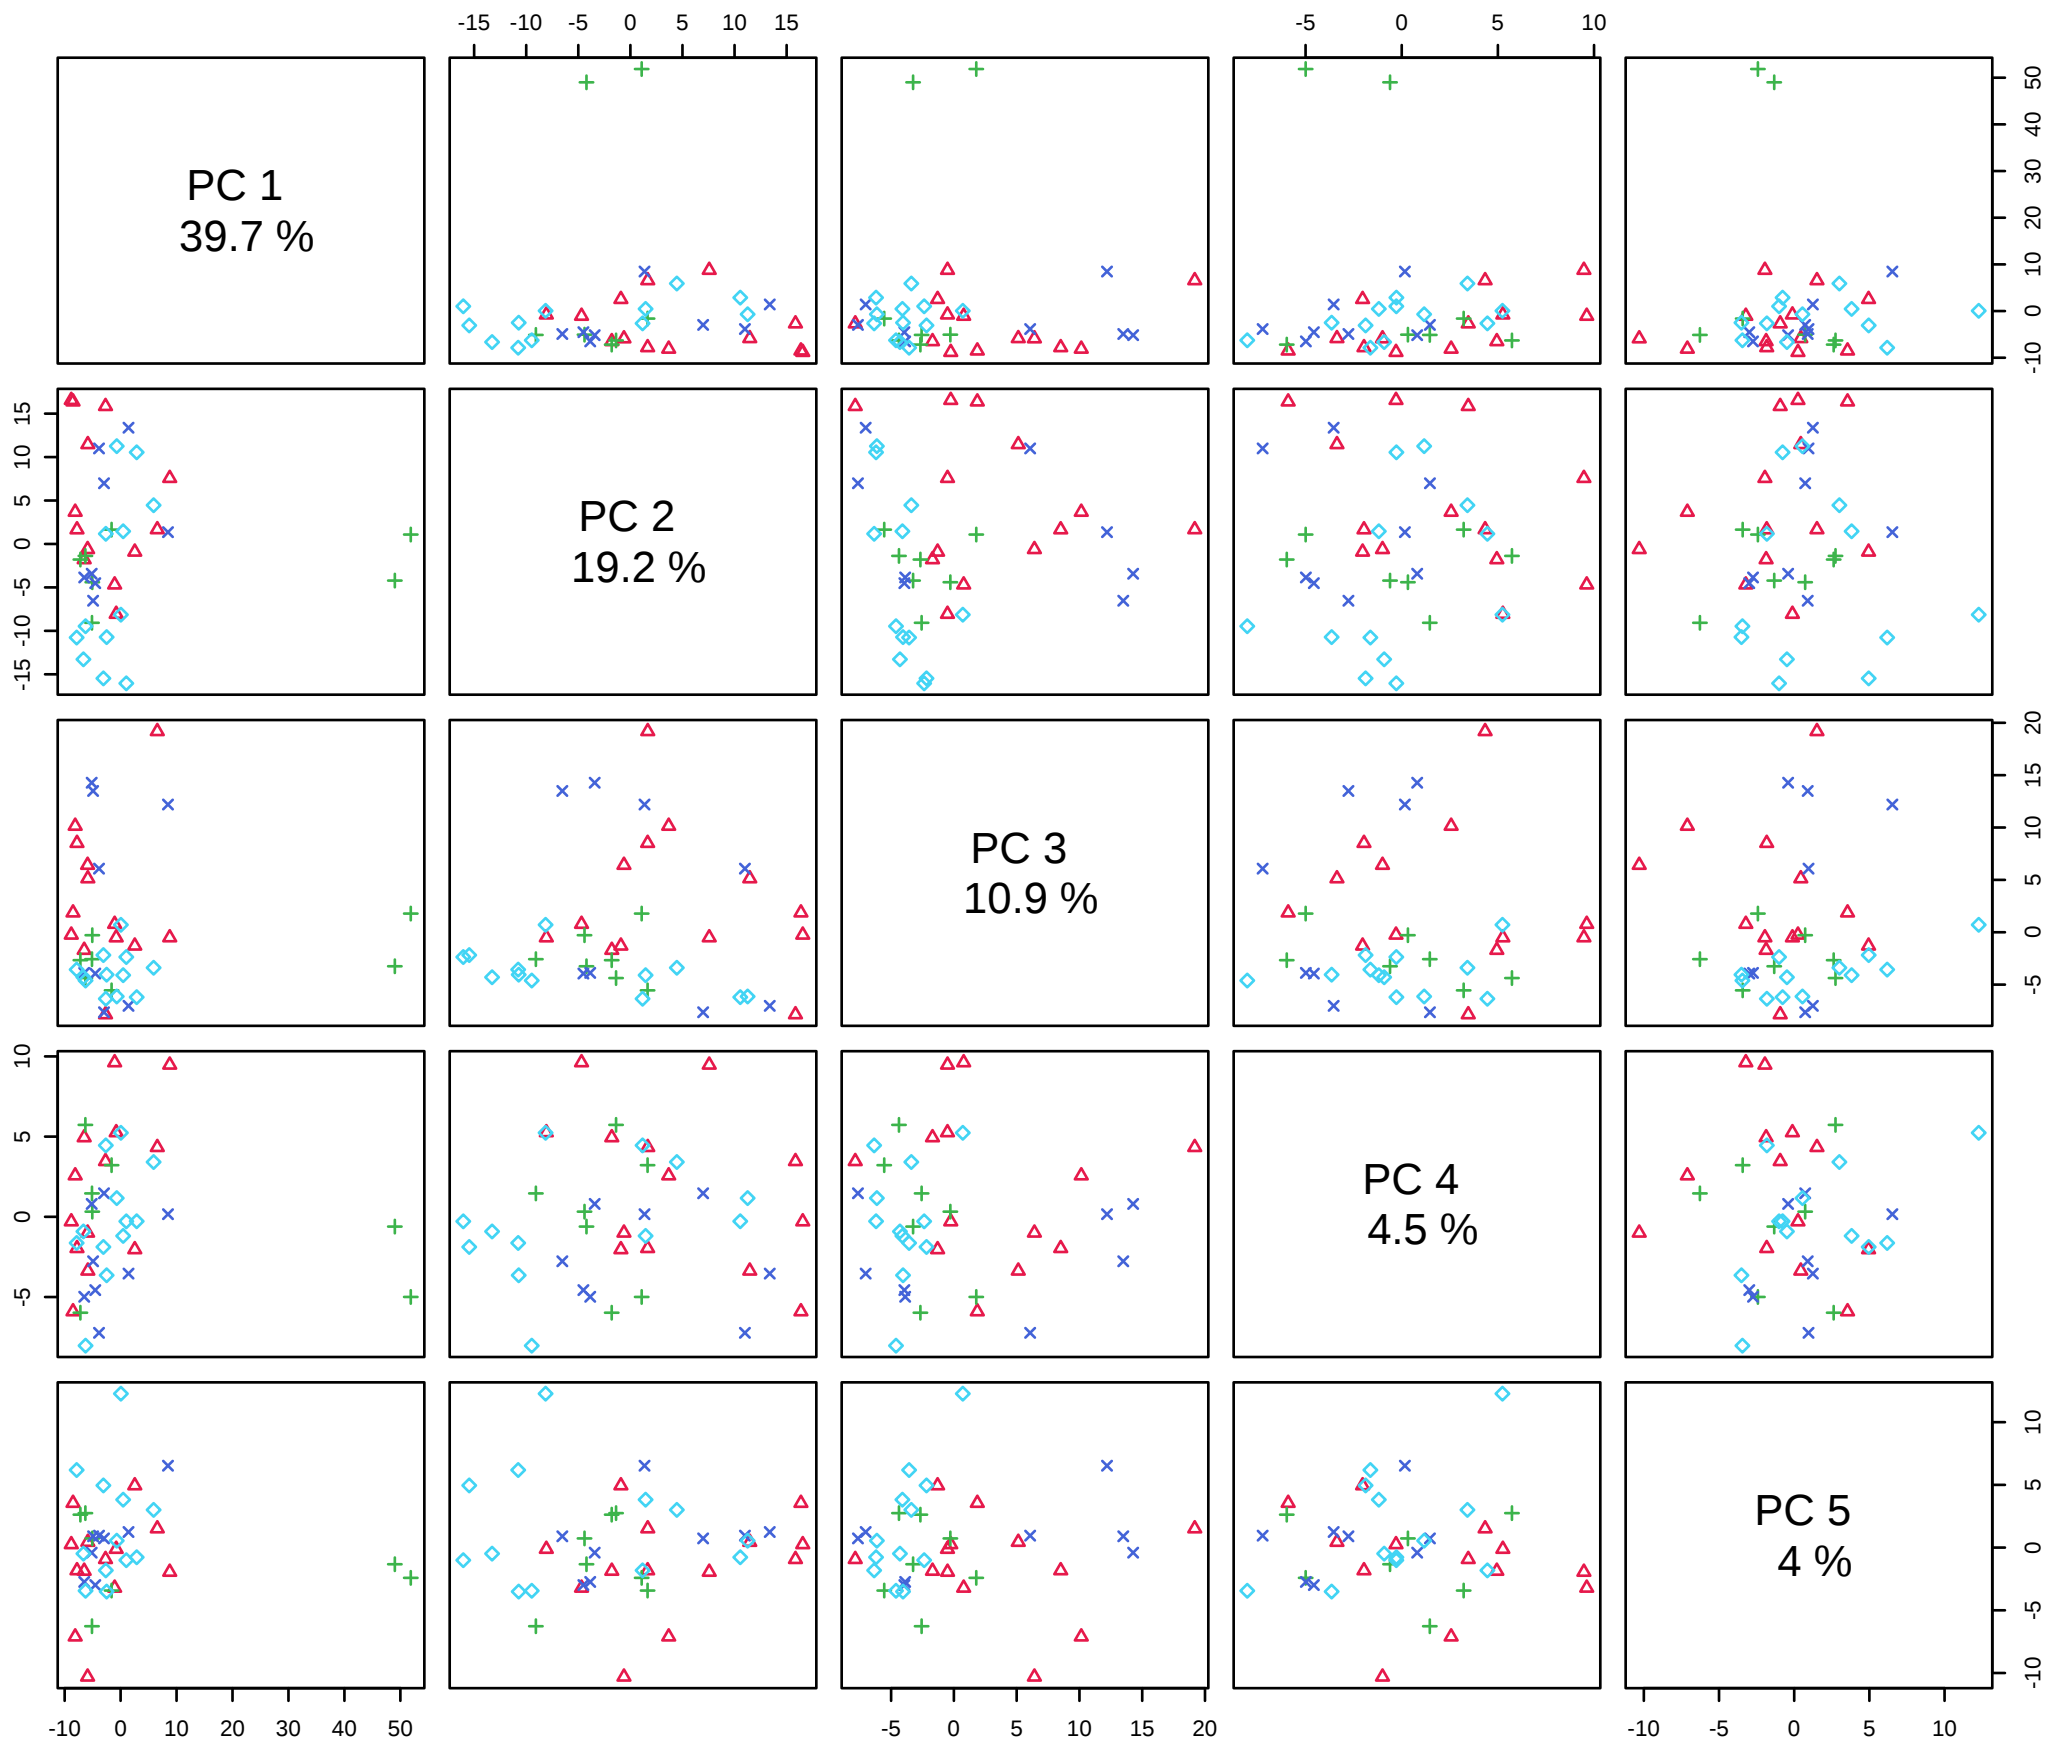 -15 -10 -5 0 5 10 15
-5 0 5 10
PC 1
39.7 %
-10 0 10 20 30 40 50
-15 -10 -5 0 5 10 15
PC 2
19.2 %
PC 3
10.9 %
-5 0 5 10 15 20
-5 0 5 10
PC 4
4.5 %
PC 5
4 %
-10 -5 0 5 10
-10 0 10 20 30 40 50
-5 0 5 10 15 20
-10 -5 0 5 10